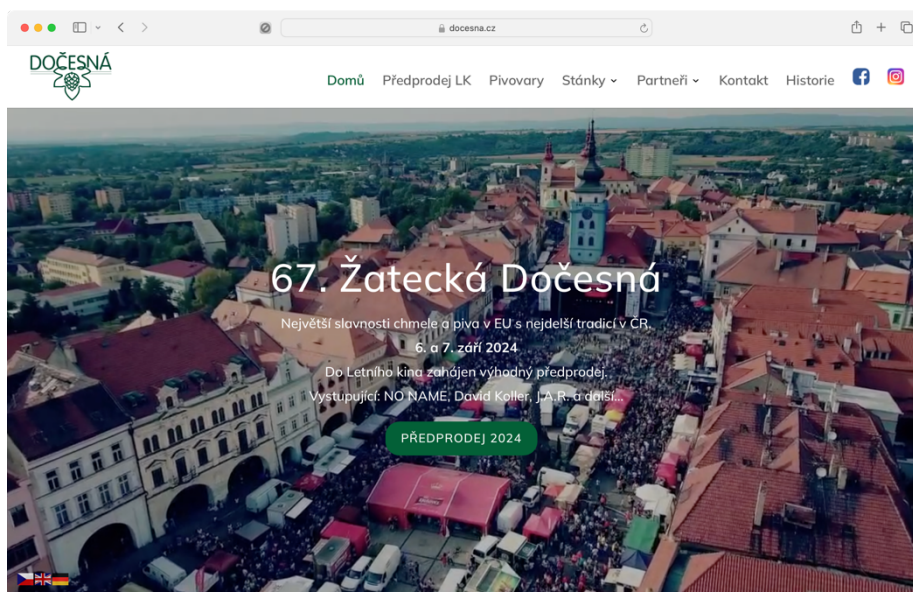 docesna.cz
DOČESNÁ
Domů Předprodej LK Pivovary Stánky Partneři Kontakt Historie
67. Žatecká Dočesná
Největší slavnosti chmele a piva v EU s nejdelší tradicí v ČR.
6. a 7. září 2024
Do Letního kina zahájen výhodný předprodej.
Vystupující: NO NAME, David Koller, J.A.R. a další...
PŘEDPRODEJ 2024